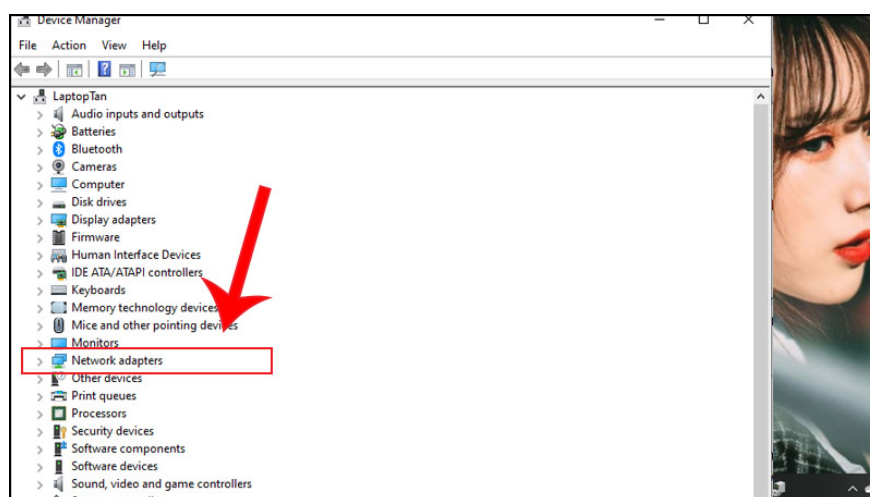 Device Manager
File Action View Help
LaptopTan
Audio inputs and outputs
Batteries
Bluetooth
Cameras
Computer
Disk drives
Display adapters
Firmware
Human Interface Devices
IDE ATA/ATAPI controllers
Keyboards
Memory technology devices
Mice and other pointing devices
Monitors
Network adapters
Other devices
Print queues
Processors
Security devices
Software components
Software devices
Sound, video and game controllers